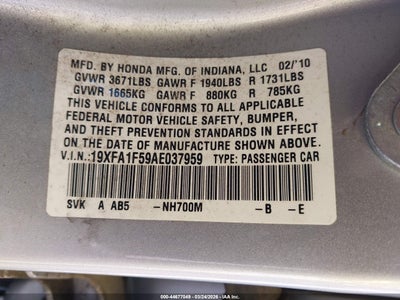 MFD. BY HONDA MFG. OF INDIANA, LLC 02/'10
GVWR 3671LBS GAWR F 1940LBS R 1731LBS
GVWR 1665KG GAWR F 880KG R 785KG
THIS VEHICLE CONFORMS TO ALL APPLICABLE
FEDERAL MOTOR VEHICLE SAFETY, BUMPER,
AND THEFT PREVENTION STANDARDS IN
EFFECT ON THE DATE OF MANUFACTURE SHOWN ABOVE.
V.I.N.:19XFA1F59AE037959 TYPE: PASSENGER CAR
SVK A AB5 -NH700M -B -E
000-44677049 - 03/24/2026 - IAA Inc.